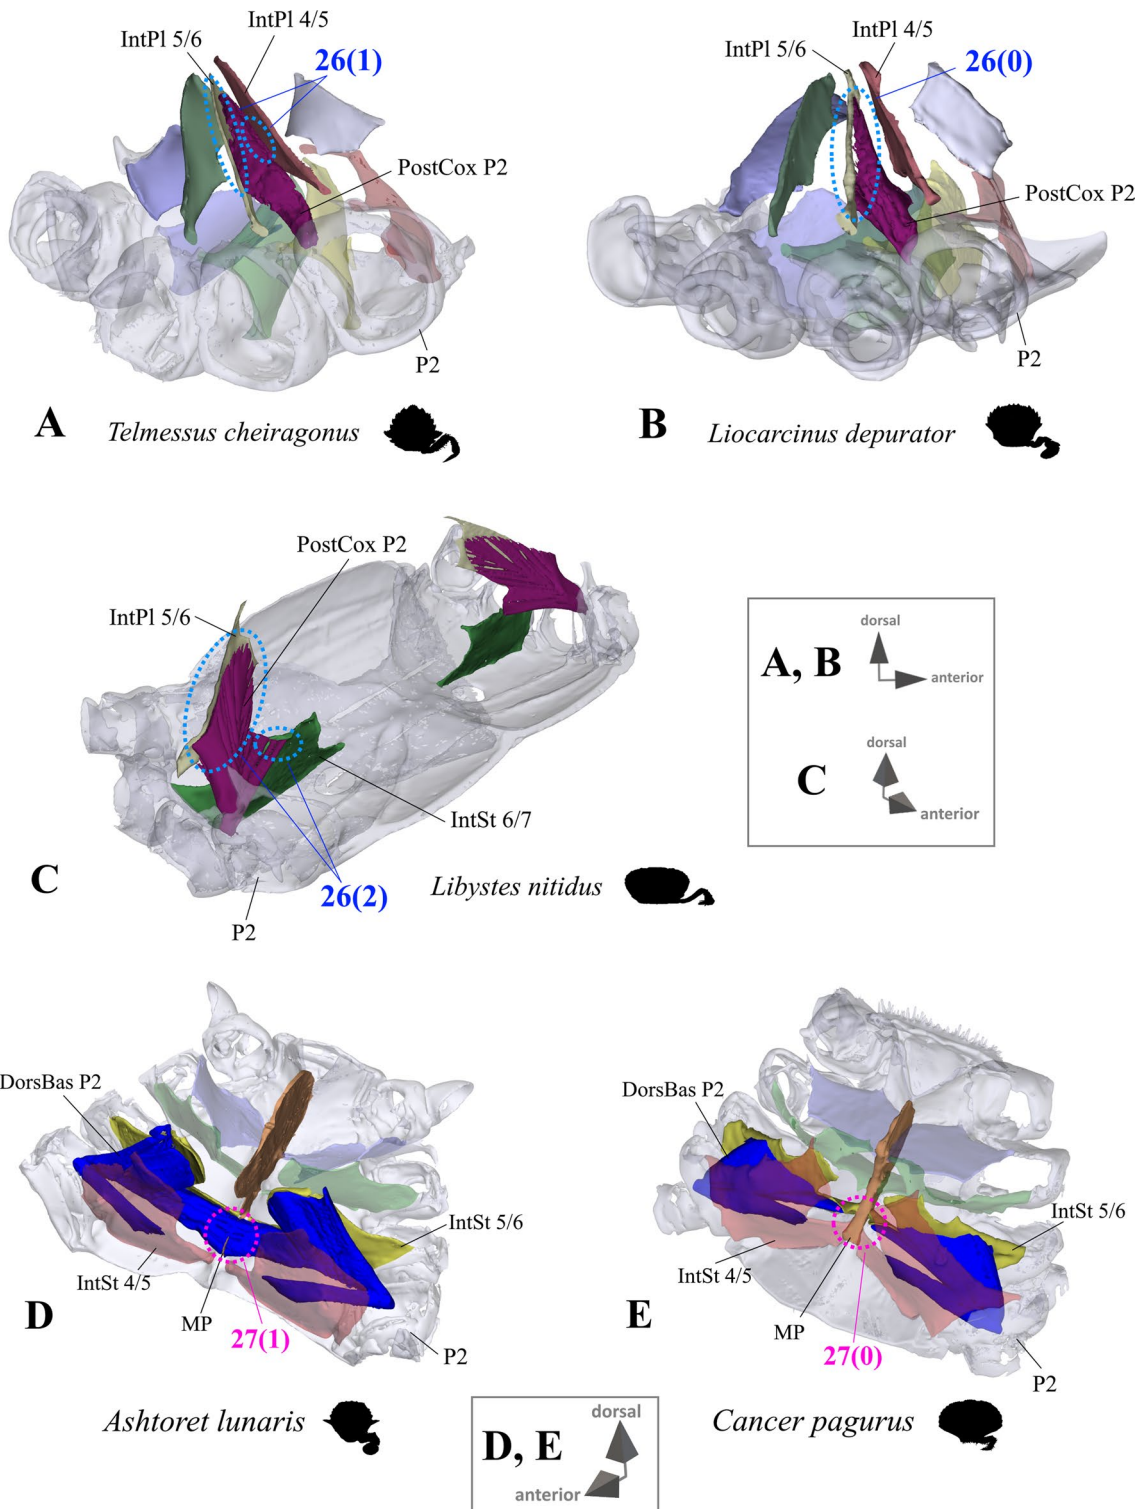 IntPl 4/5
IntPl 5/6
26(1)
PostCox P2
P2
A
Telmessus cheiragonus
IntPl 4/5
IntPl 5/6
26(0)
PostCox P2
P2
B
Liocarcinus depurator
PostCox P2
IntPl 5/6
IntSt 6/7
26(2)
P2
C
Libystes nitidus
A, B
dorsal
anterior
C
dorsal
anterior
DorsBas P2
IntSt 5/6
IntSt 4/5
MP
27(1)
P2
D
Ashtoret lunaris
DorsBas P2
IntSt 5/6
IntSt 4/5
MP
27(0)
P2
E
Cancer pagurus
D, E
dorsal
anterior